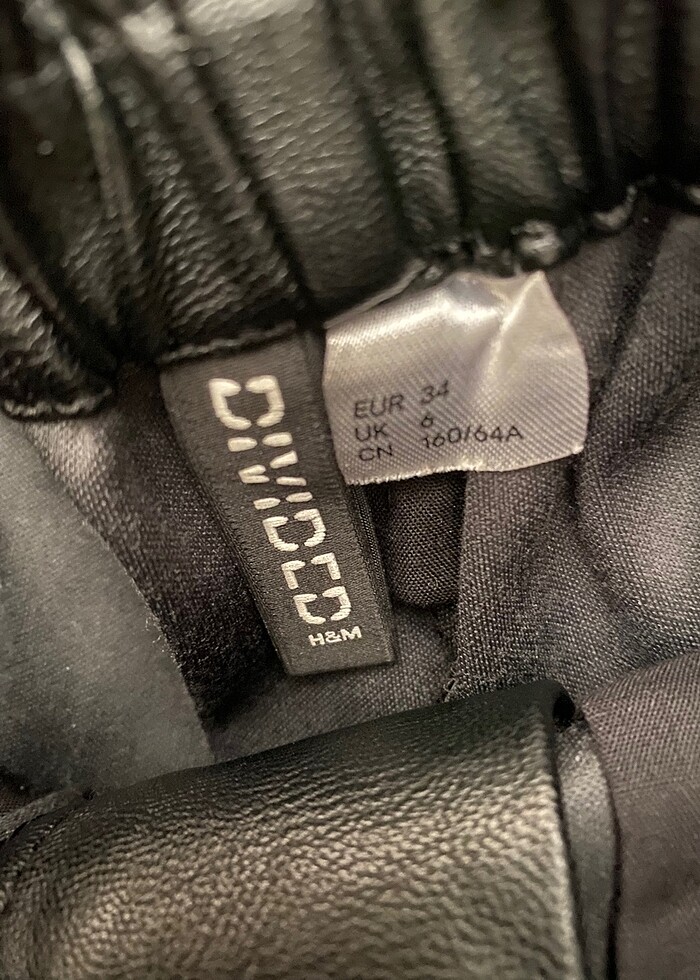 DIVIDED
H&M
EUR 34
UK 6
CN 160/64A